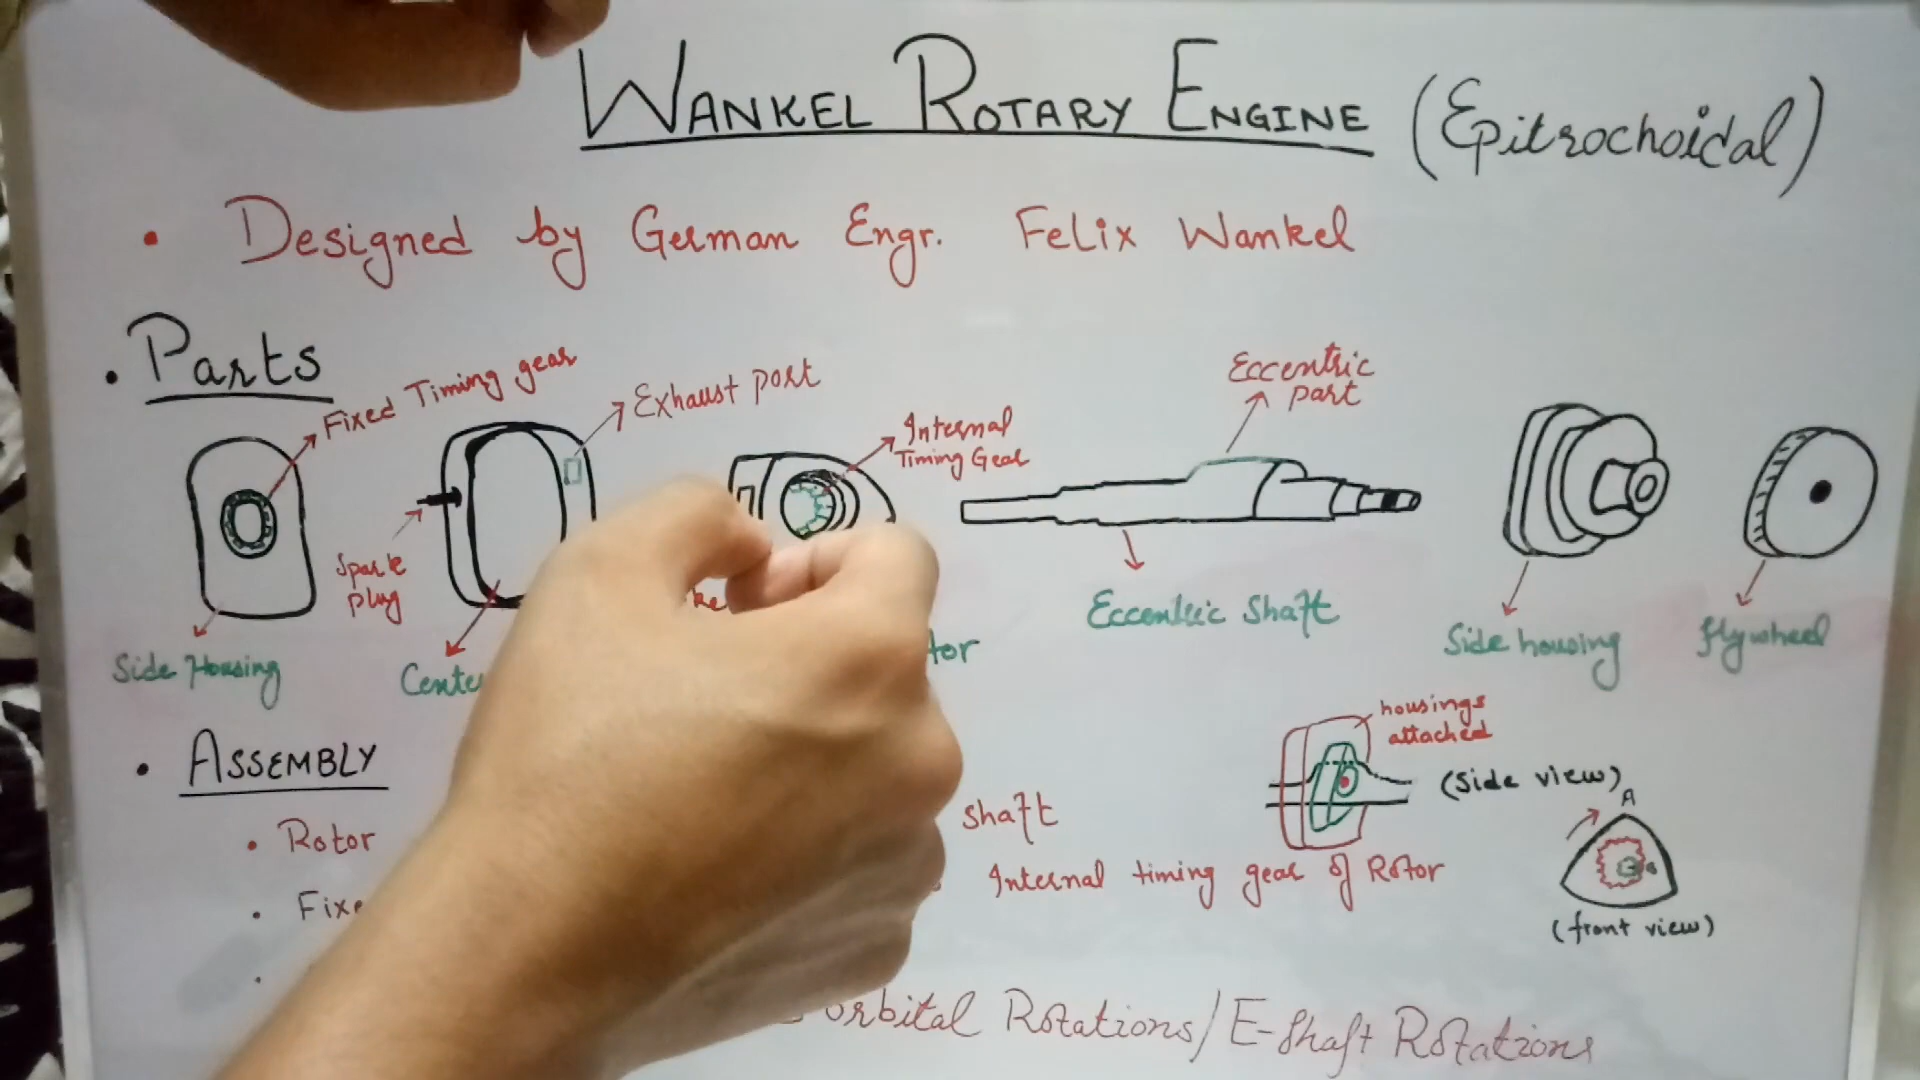 WANKEL ROTARY ENGINE (Epitrochoidal)
• Designed by German Engr. Felix Wankel
• Parts
Fixed Timing gear
Exhaust port
Internal
Timing Gear
Eccentric
part
Spark
plug
Side Housing
Eccentric Shaft
Side housing
flywheel
housings
attached
• ASSEMBLY
(Side view)
A
• Rotor
shaft
Internal timing gear of Rotor
(front view)
orbital Rotations/E-shaft Rotations